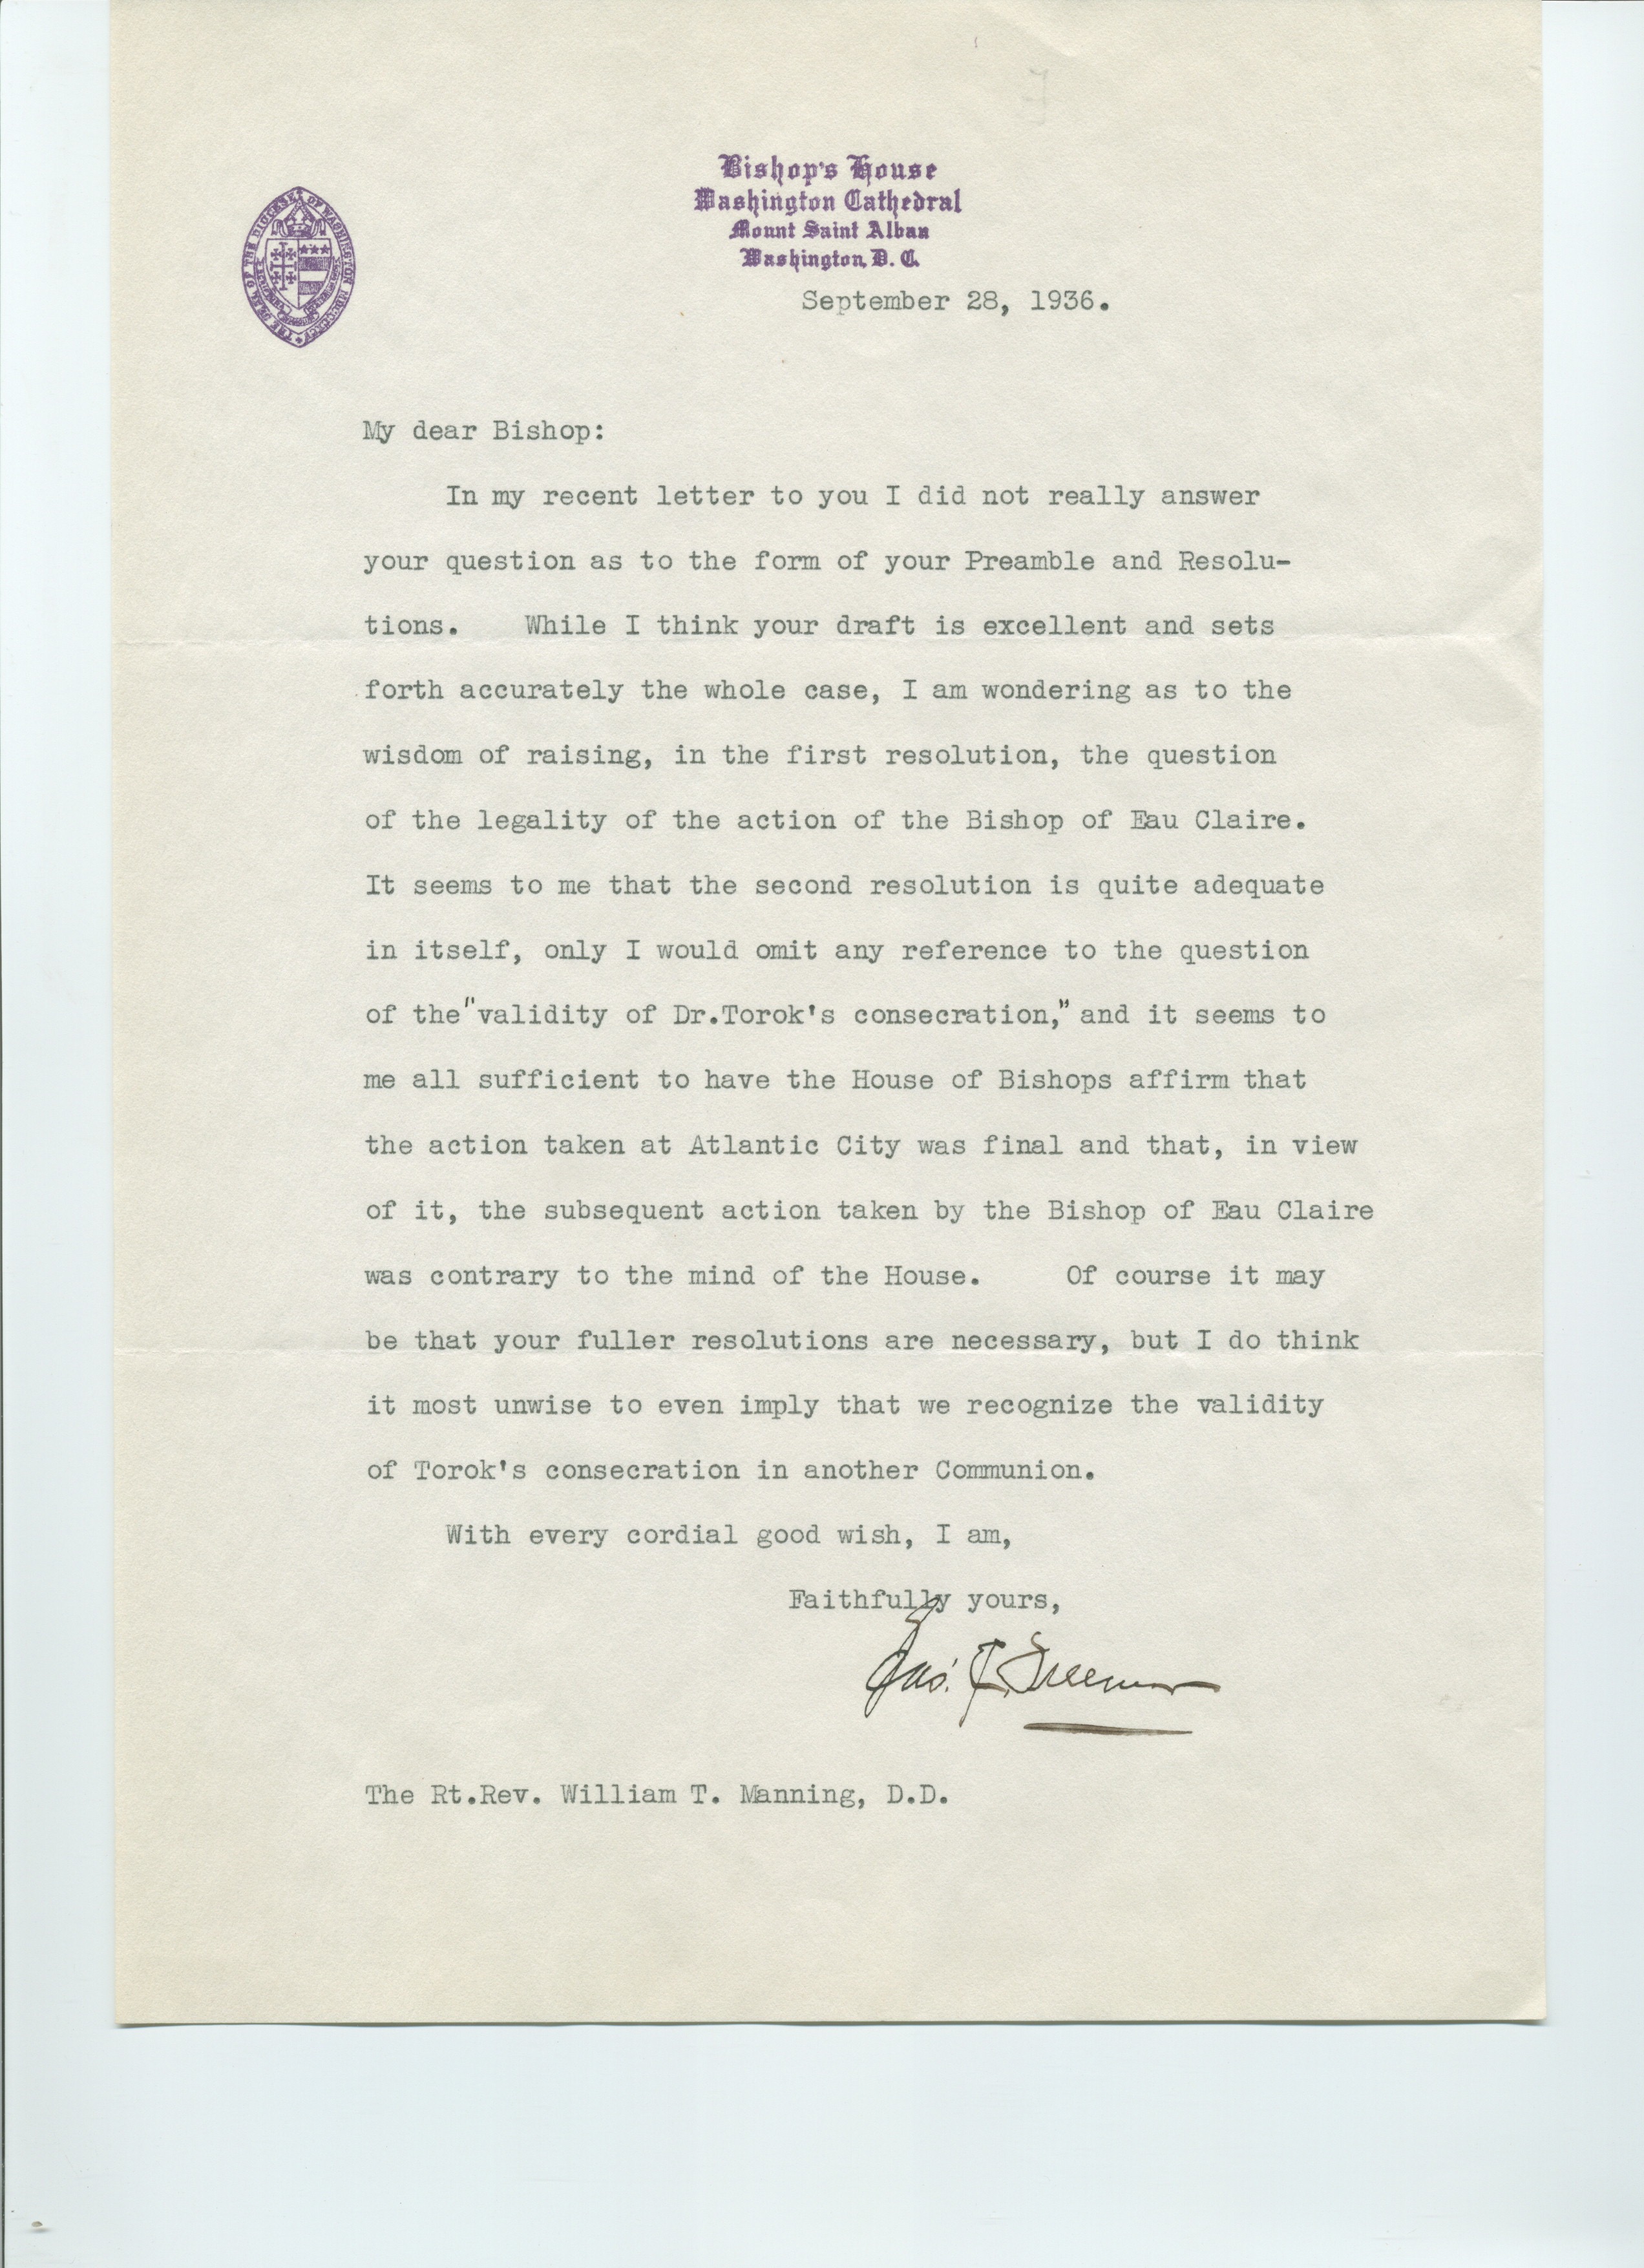 Bishop's House
Washington Cathedral
Mount Saint Alban
Washington, D. C.
THE SEAL OF THE DIOCESE OF WASHINGTON
September 28, 1936.
My dear Bishop:
In my recent letter to you I did not really answer
your question as to the form of your Preamble and Resolu-
tions. While I think your draft is excellent and sets
forth accurately the whole case, I am wondering as to the
wisdom of raising, in the first resolution, the question
of the legality of the action of the Bishop of Eau Claire.
It seems to me that the second resolution is quite adequate
in itself, only I would omit any reference to the question
of the "validity of Dr.Torok's consecration," and it seems to
me all sufficient to have the House of Bishops affirm that
the action taken at Atlantic City was final and that, in view
of it, the subsequent action taken by the Bishop of Eau Claire
was contrary to the mind of the House. Of course it may
be that your fuller resolutions are necessary, but I do think
it most unwise to even imply that we recognize the validity
of Torok's consecration in another Communion.
With every cordial good wish, I am,
Faithfully yours,
Jas. E. Freeman
The Rt.Rev. William T. Manning, D.D.